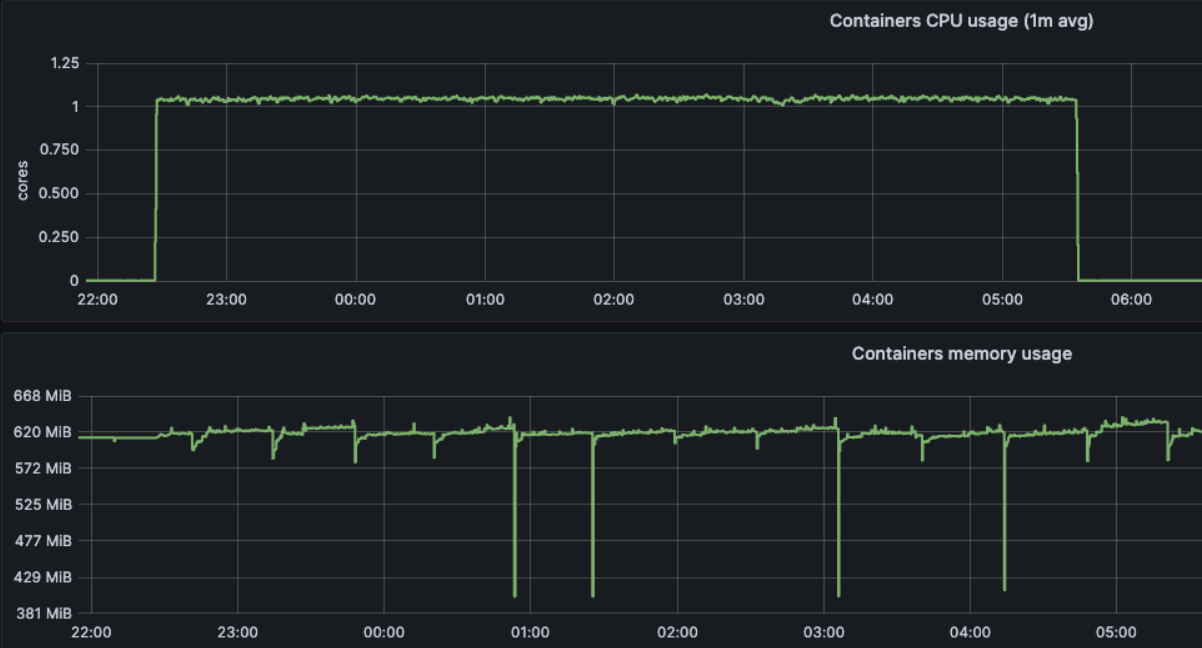 Containers CPU usage (1m avg)
1.25
1
0.750
0.500
0.250
0
cores
22:00 23:00 00:00 01:00 02:00 03:00 04:00 05:00 06:00
Containers memory usage
668 MiB
620 MiB
572 MiB
525 MiB
477 MiB
429 MiB
381 MiB
22:00 23:00 00:00 01:00 02:00 03:00 04:00 05:00